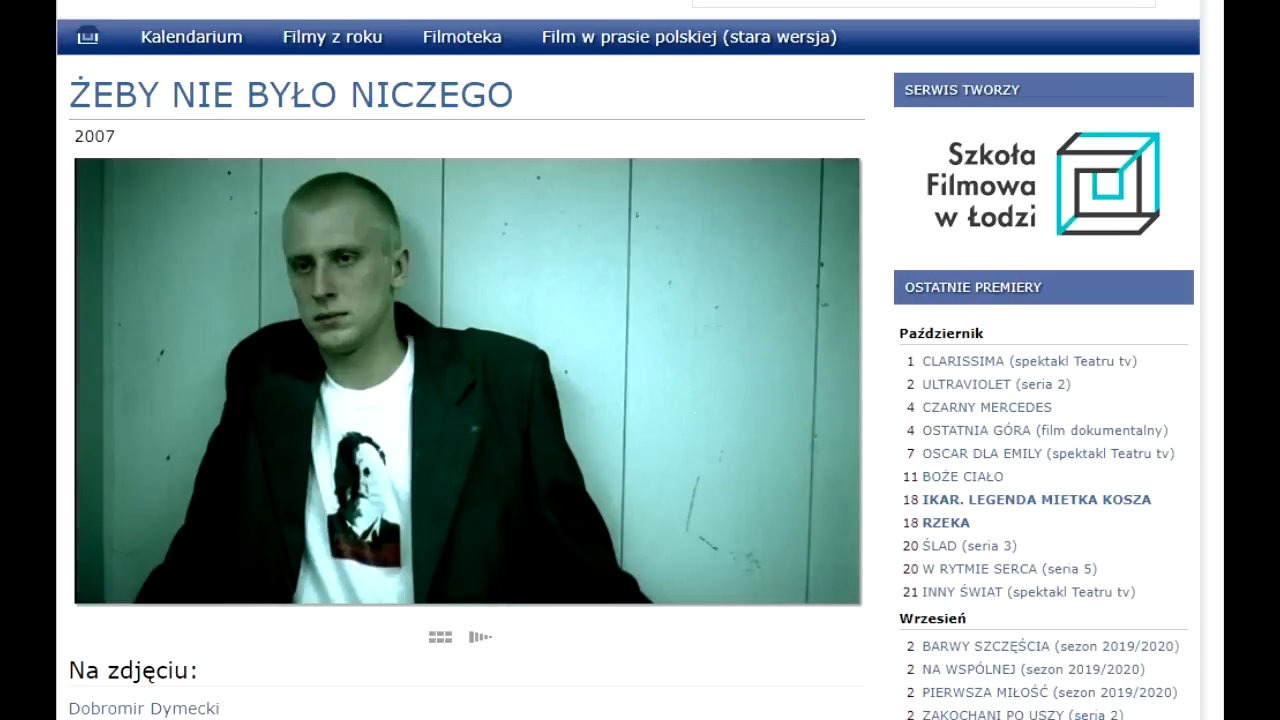 Kalendarium Filmy z roku Filmoteka Film w prasie polskiej (stara wersja)
ŻEBY NIE BYŁO NICZEGO
2007
Na zdjęciu:
Dobromir Dymecki
SERWIS TWORZY
Szkoła
Filmowa
w Łodzi
OSTATNIE PREMIERY
Październik
1 CLARISSIMA (spektakl Teatru tv)
2 ULTRAVIOLET (seria 2)
4 CZARNY MERCEDES
4 OSTATNIA GÓRA (film dokumentalny)
7 OSCAR DLA EMILY (spektakl Teatru tv)
11 BOŻE CIAŁO
18 IKAR. LEGENDA MIETKA KOSZA
18 RZEKA
20 ŚLAD (seria 3)
20 W RYTMIE SERCA (seria 5)
21 INNY ŚWIAT (spektakl Teatru tv)
Wrzesień
2 BARWY SZCZĘŚCIA (sezon 2019/2020)
2 NA WSPÓLNEJ (sezon 2019/2020)
2 PIERWSZA MIŁOŚĆ (sezon 2019/2020)
2 ZAKOCHANI PO USZY (seria 2)